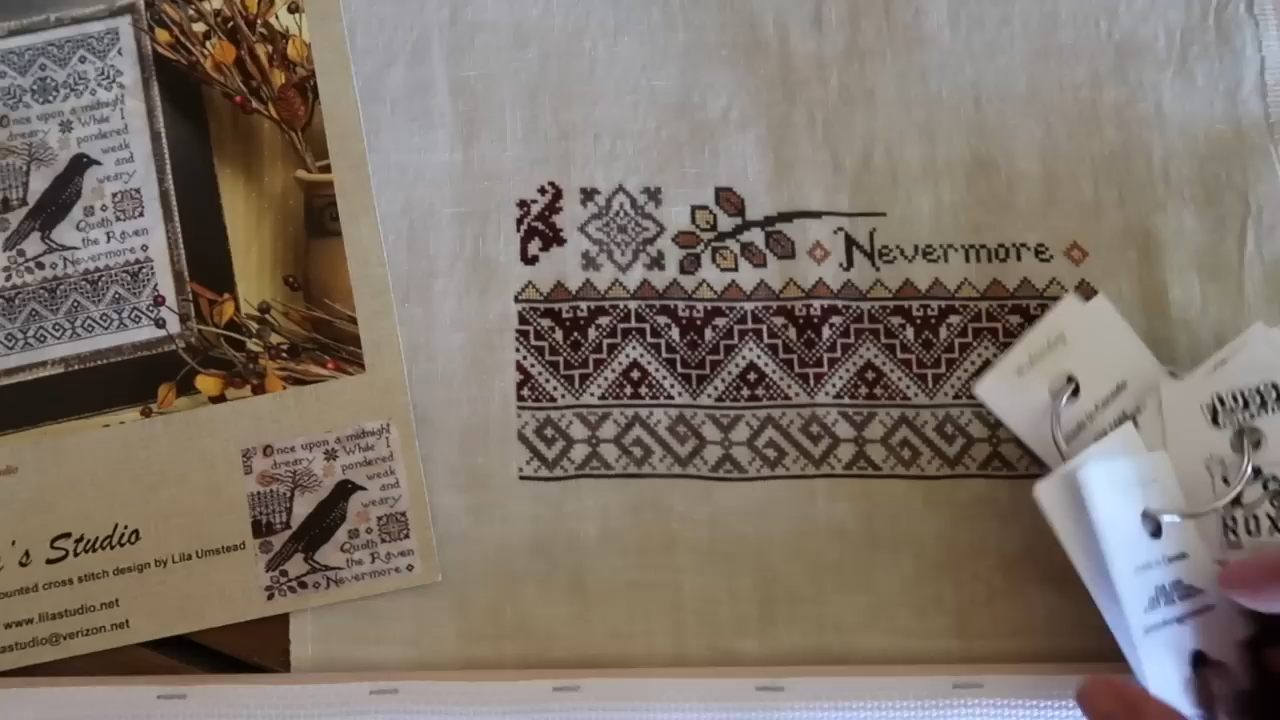 Once upon a midnight
dreary While I
pondered
weak
and
weary
Quoth
the Raven
Nevermore
's Studio
ounted cross stitch design by Lila Umstead
www.lilastudio.net
astudio@verizon.net
Once upon a midnight
dreary While I
pondered
weak
and
weary
Quoth
the Raven
Nevermore
Nevermore